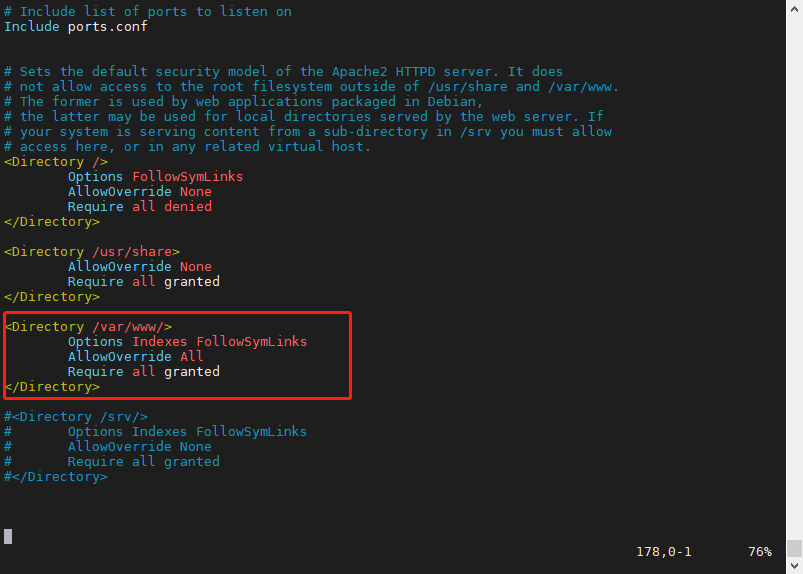 # Include list of ports to listen on
Include ports.conf
# Sets the default security model of the Apache2 HTTPD server. It does
# not allow access to the root filesystem outside of /usr/share and /var/www.
# The former is used by web applications packaged in Debian,
# the latter may be used for local directories served by the web server. If
# your system is serving content from a sub-directory in /srv you must allow
# access here, or in any related virtual host.
<Directory />
        Options FollowSymLinks
        AllowOverride None
        Require all denied
</Directory>
<Directory /usr/share>
        AllowOverride None
        Require all granted
</Directory>
<Directory /var/www/>
        Options Indexes FollowSymLinks
        AllowOverride All
        Require all granted
</Directory>
#<Directory /srv/>
#       Options Indexes FollowSymLinks
#       AllowOverride None
#       Require all granted
#</Directory>
178,0-1       76%